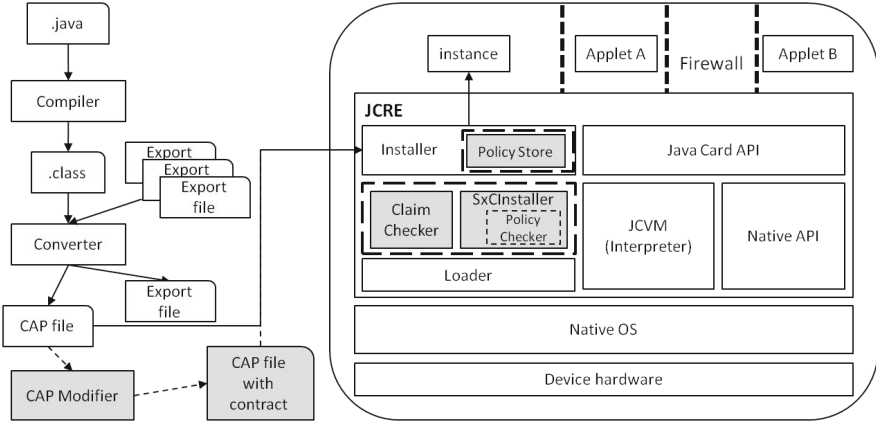 .java
Compiler
.class
Export
Export
Export
file
Converter
Export
file
CAP file
CAP Modifier
CAP file
with
contract
instance
Applet A
Firewall
Applet B
JCRE
Installer
Policy Store
Java Card API
Claim
Checker
SxCInstaller
Policy
Checker
JCVM
(Interpreter)
Native API
Loader
Native OS
Device hardware